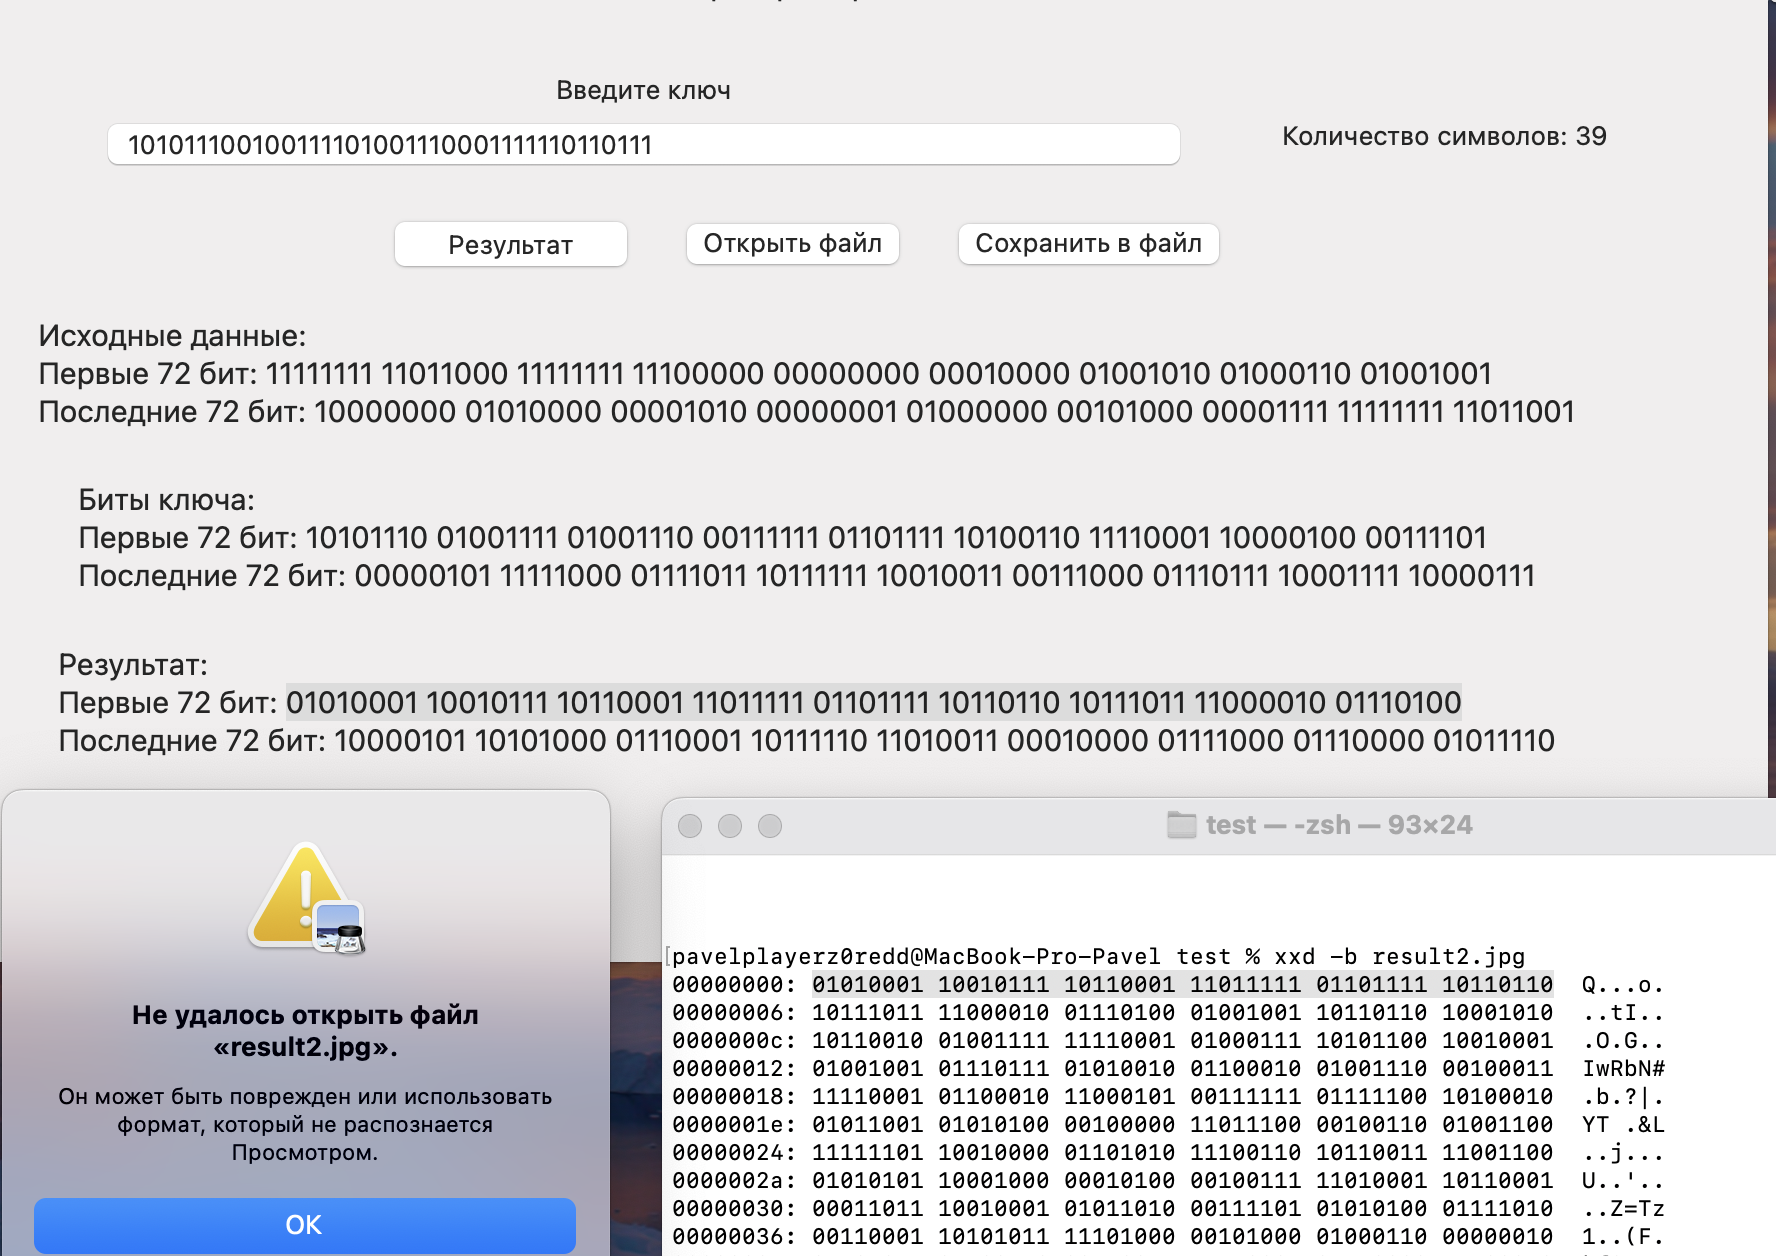 Введите ключ
101011100100111101001110001111110110111
Количество символов: 39
Результат
Открыть файл
Сохранить в файл
Исходные данные:
Первые 72 бит: 11111111 11011000 11111111 11100000 00000000 00010000 01001010 01000110 01001001
Последние 72 бит: 10000000 01010000 00001010 00000001 01000000 00101000 00001111 11111111 11011001
Биты ключа:
Первые 72 бит: 10101110 01001111 01001110 00111111 01101111 10100110 11110001 10000100 00111101
Последние 72 бит: 00000101 11111000 01111011 10111111 10010011 00111000 01110111 10001111 10000111
Результат:
Первые 72 бит: 01010001 10010111 10110001 11011111 01101111 10110110 10111011 11000010 01110100
Последние 72 бит: 10000101 10101000 01110001 10111110 11010011 00010000 01111000 01110000 01011110
test — -zsh — 93×24
[pavelplayerz0redd@MacBook-Pro-Pavel test % xxd -b result2.jpg
00000000: 01010001 10010111 10110001 11011111 01101111 10110110  Q...o.
00000006: 10111011 11000010 01110100 01001001 10110110 10001010  ..tI..
0000000c: 10110010 01001111 11110001 01000111 10101100 10010001  .O.G..
00000012: 01001001 01110111 01010010 01100010 01001110 00100011  IwRbN#
00000018: 11110001 01100010 11000101 00111111 01111100 10100010  .b.?|.
0000001e: 01011001 01010100 00100000 11011100 00100110 01001100  YT .&L
00000024: 11111101 10010000 01101010 11100110 10110011 11001100  ..j...
0000002a: 01010101 10001000 00010100 00100111 11010001 10110001  U..'..
00000030: 00011011 10010001 01011010 00111101 01010100 01111010  ..Z=Tz
00000036: 00110001 10101011 11101000 00101000 01000110 00000010  1..(F.
Не удалось открыть файл
«result2.jpg».
Он может быть поврежден или использовать
формат, который не распознается
Просмотром.
OK